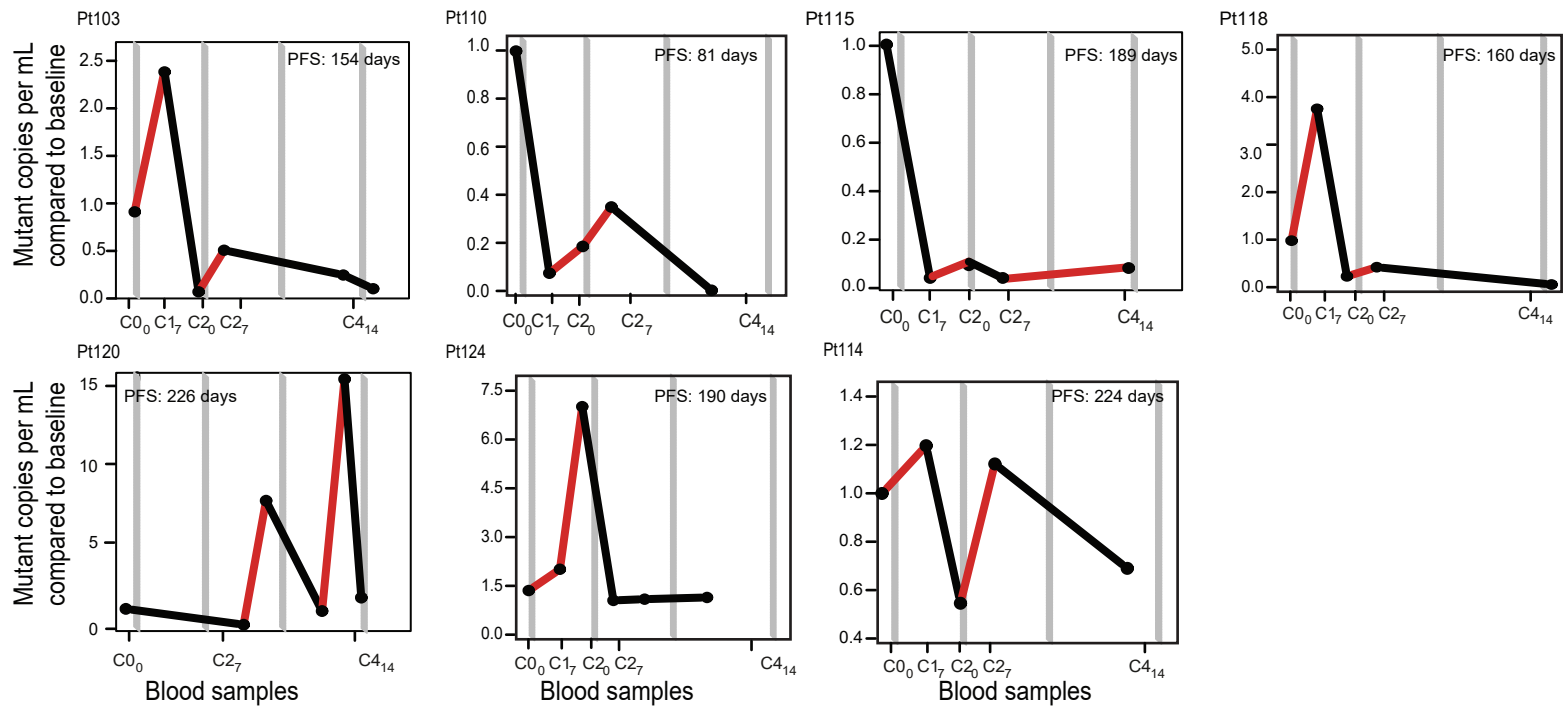 Pt103
Pt110
Pt115
Pt118
Mutant copies per mL
compared to baseline
PFS: 154 days
2.5
2.0
1.5
1.0
0.5
0.0
C0₀ C1₇ C2₀ C2₇ C4₁₄
PFS: 81 days
1.0
0.8
0.6
0.4
0.2
0.0
C0₀ C1₇ C2₀ C2₇ C4₁₄
PFS: 189 days
1.0
0.8
0.6
0.4
0.2
0.0
C0₀ C1₇ C2₀ C2₇ C4₁₄
PFS: 160 days
5.0
4.0
3.0
2.0
1.0
0.0
C0₀ C1₇ C2₀ C2₇ C4₁₄
Pt120
Pt124
Pt114
Mutant copies per mL
compared to baseline
PFS: 226 days
15
10
5
0
C0₀ C2₇ C4₁₄
Blood samples
PFS: 190 days
7.5
6.0
4.5
3.0
1.5
0.0
C0₀ C1₇ C2₀ C2₇ C4₁₄
PFS: 224 days
1.4
1.2
1.0
0.8
0.6
0.4
C0₀ C1₇ C2₀ C2₇ C4₁₄
Blood samples